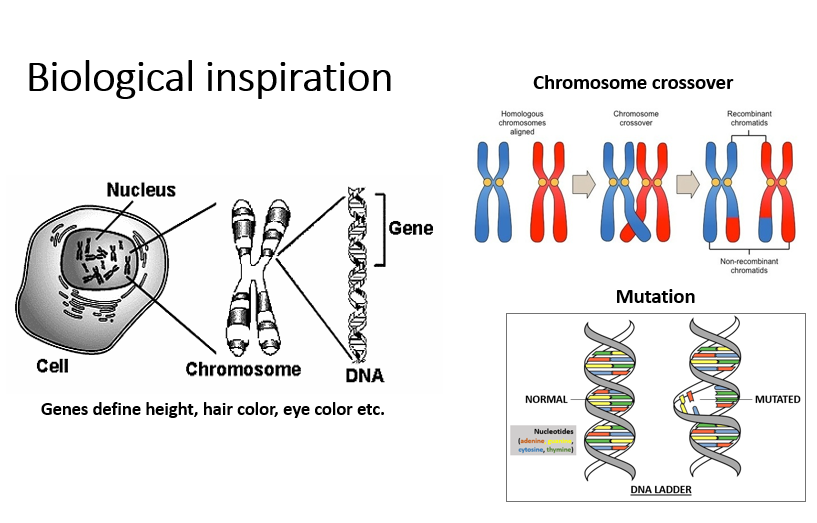 Biological inspiration
Nucleus
Gene
Cell
Chromosome
DNA
Genes define height, hair color, eye color etc.
Chromosome crossover
Homologous
chromosomes
aligned
Chromosome
crossover
Recombinant
chromatids
Non-recombinant
chromatids
Mutation
NORMAL
MUTATED
Nucleotides
(adenine,
cytosine, thymine)
DNA LADDER